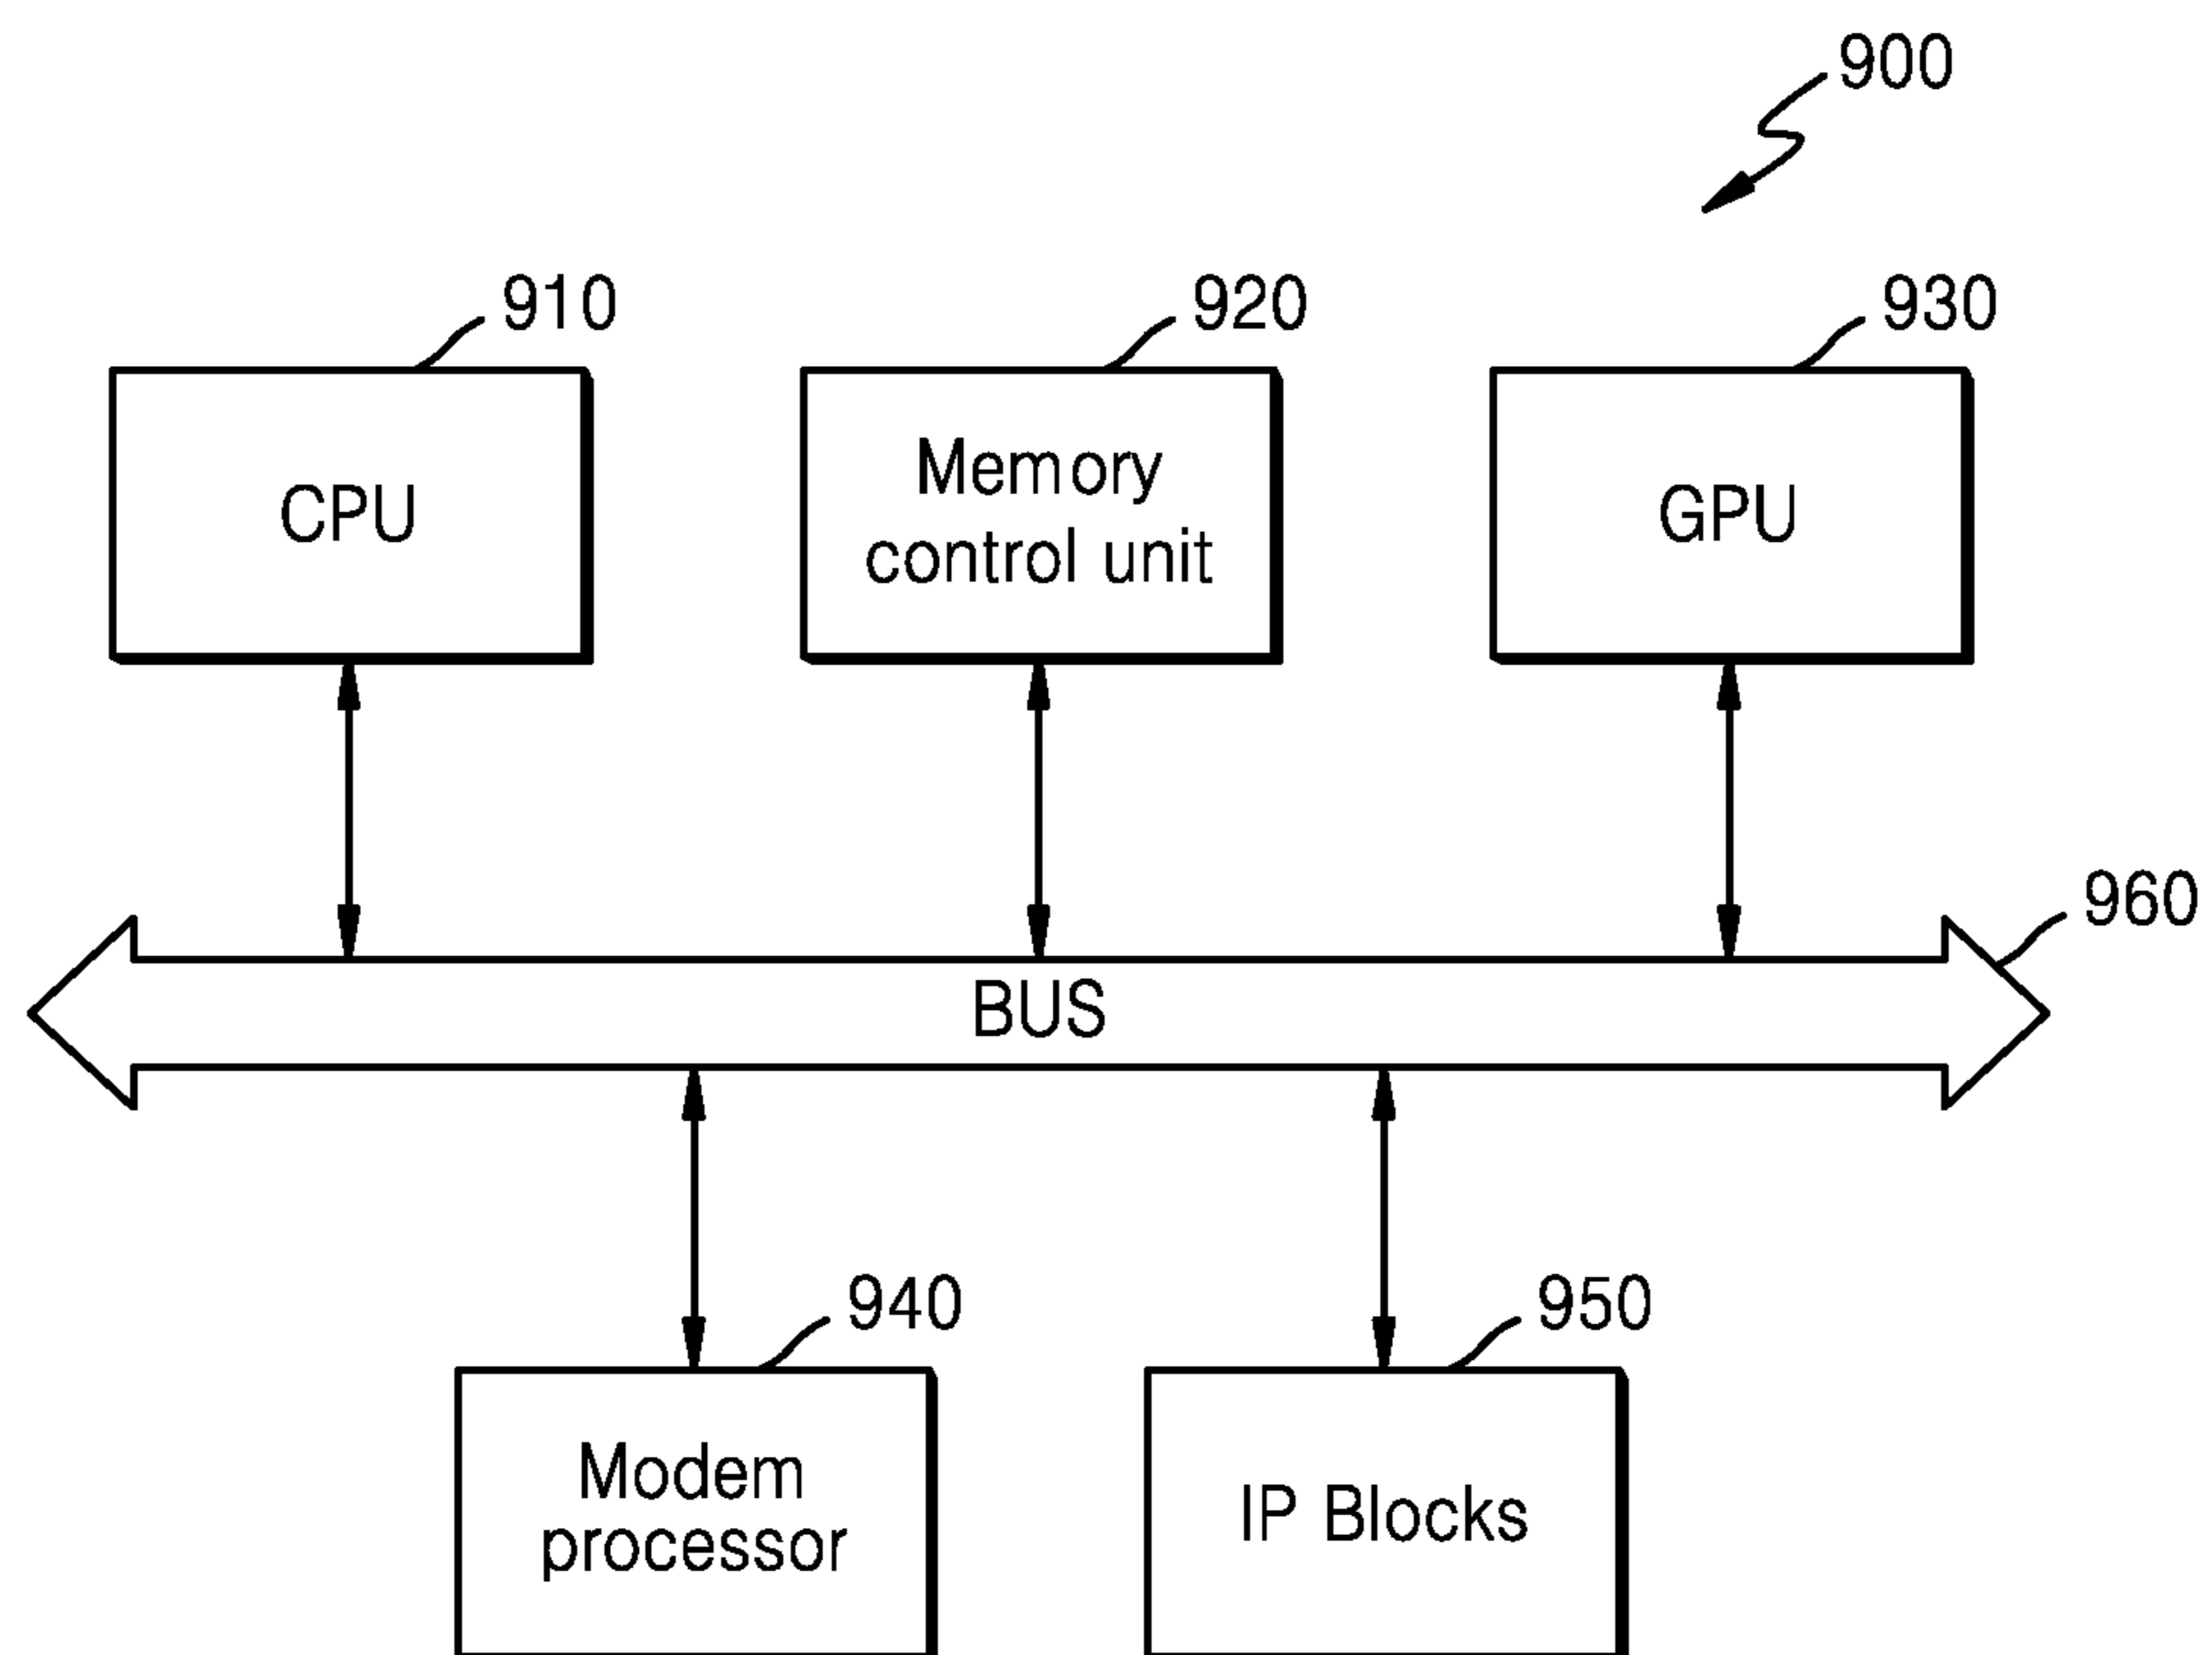 900
910
920
930
CPU
Memory
control unit
GPU
960
BUS
940
950
Modem
processor
IP Blocks